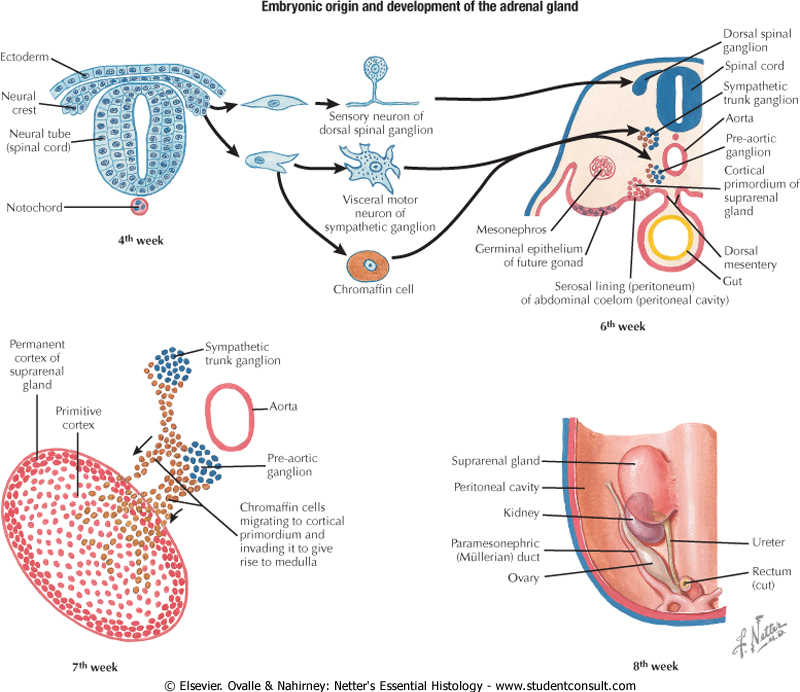 Embryonic origin and development of the adrenal gland
Ectoderm
Neural
crest
Neural tube
(spinal cord)
Notochord
4th week
Sensory neuron of
dorsal spinal ganglion
Visceral motor
neuron of
sympathetic ganglion
Chromaffin cell
Dorsal spinal
ganglion
Spinal cord
Sympathetic
trunk ganglion
Aorta
Pre-aortic
ganglion
Cortical
primordium of
suprarenal
gland
Mesonephros
Germinal epithelium
of future gonad
Dorsal
mesentery
Gut
Serosal lining (peritoneum)
of abdominal coelom (peritoneal cavity)
6th week
Permanent
cortex of
suprarenal
gland
Primitive
cortex
Sympathetic
trunk ganglion
Aorta
Pre-aortic
ganglion
Chromaffin cells
migrating to cortical
primordium and
invading it to give
rise to medulla
7th week
Suprarenal gland
Peritoneal cavity
Kidney
Paramesonephric
(Müllerian) duct
Ovary
Ureter
Rectum
(cut)
8th week
F. Netter
M.D.
© Elsevier. Ovalle & Nahirney: Netter's Essential Histology - www.studentconsult.com